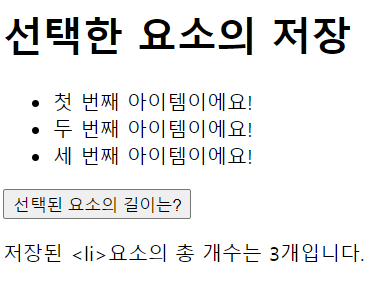 선택한 요소의 저장
첫 번째 아이템이에요!
두 번째 아이템이에요!
세 번째 아이템이에요!
선택된 요소의 길이는?
저장된 <li>요소의 총 개수는 3개입니다.